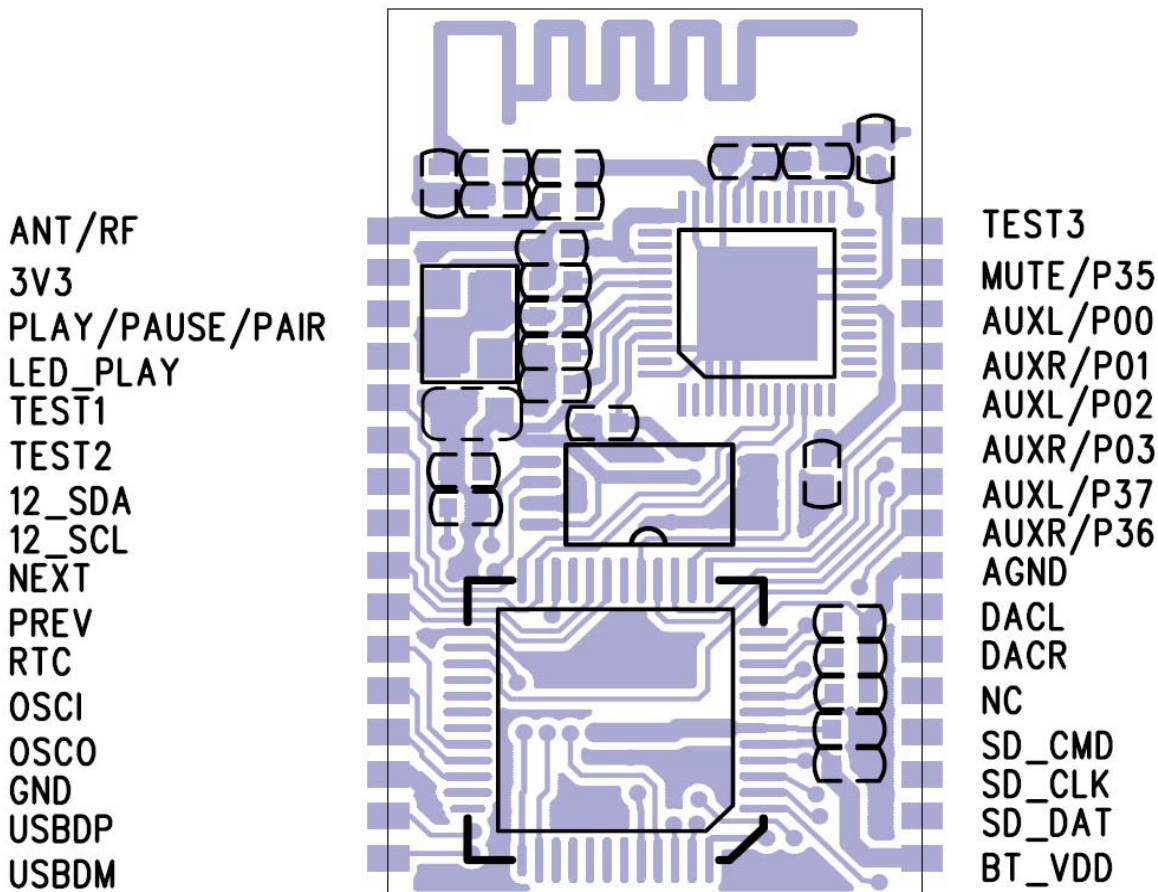 ANT/RF
3V3
PLAY/PAUSE/PAIR
LED_PLAY
TEST1
TEST2
12_SDA
12_SCL
NEXT
PREV
RTC
OSCI
OSCO
GND
USBDP
USBDM
TEST3
MUTE/P35
AUXL/P00
AUXR/P01
AUXL/P02
AUXR/P03
AUXL/P37
AUXR/P36
AGND
DACL
DACR
NC
SD_CMD
SD_CLK
SD_DAT
BT_VDD